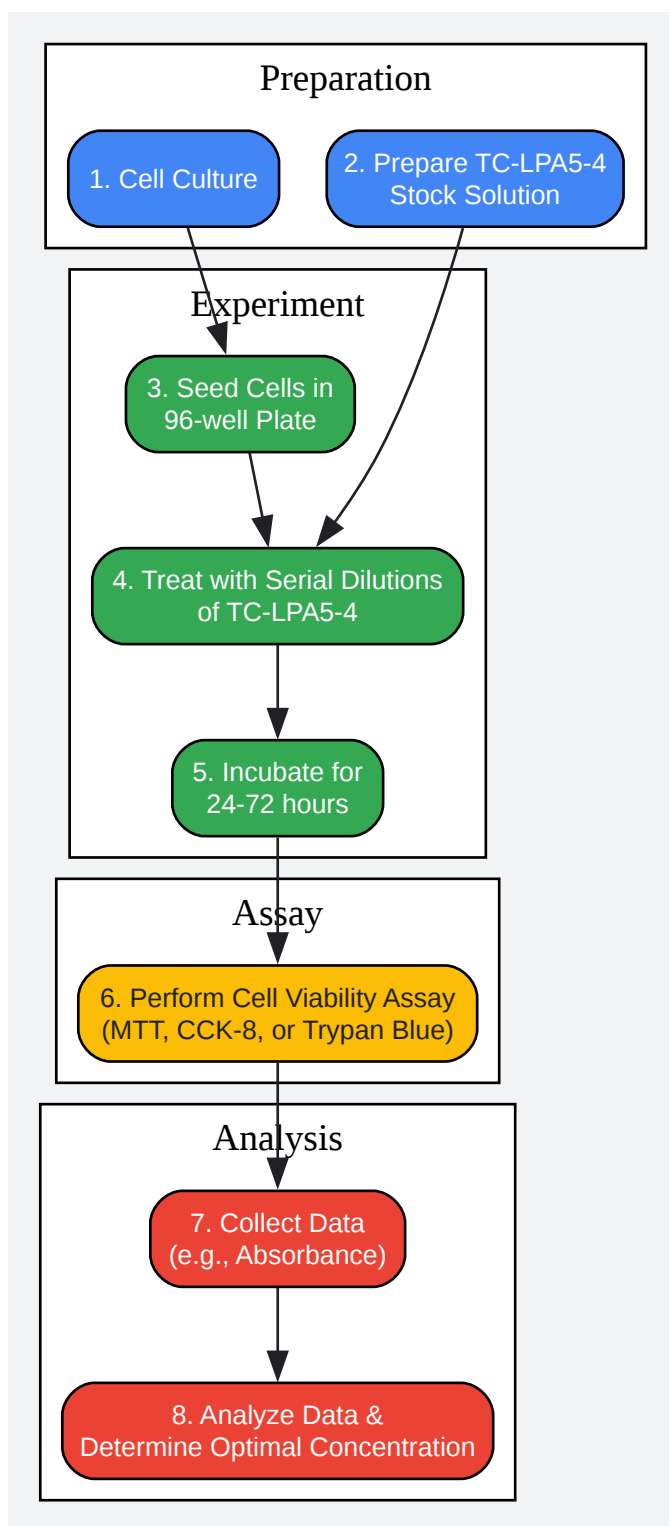 Preparation
1. Cell Culture
2. Prepare TC-LPA5-4
Stock Solution
Experiment
3. Seed Cells in
96-well Plate
4. Treat with Serial Dilutions
of TC-LPA5-4
5. Incubate for
24-72 hours
Assay
6. Perform Cell Viability Assay
(MTT, CCK-8, or Trypan Blue)
Analysis
7. Collect Data
(e.g., Absorbance)
8. Analyze Data &
Determine Optimal Concentration